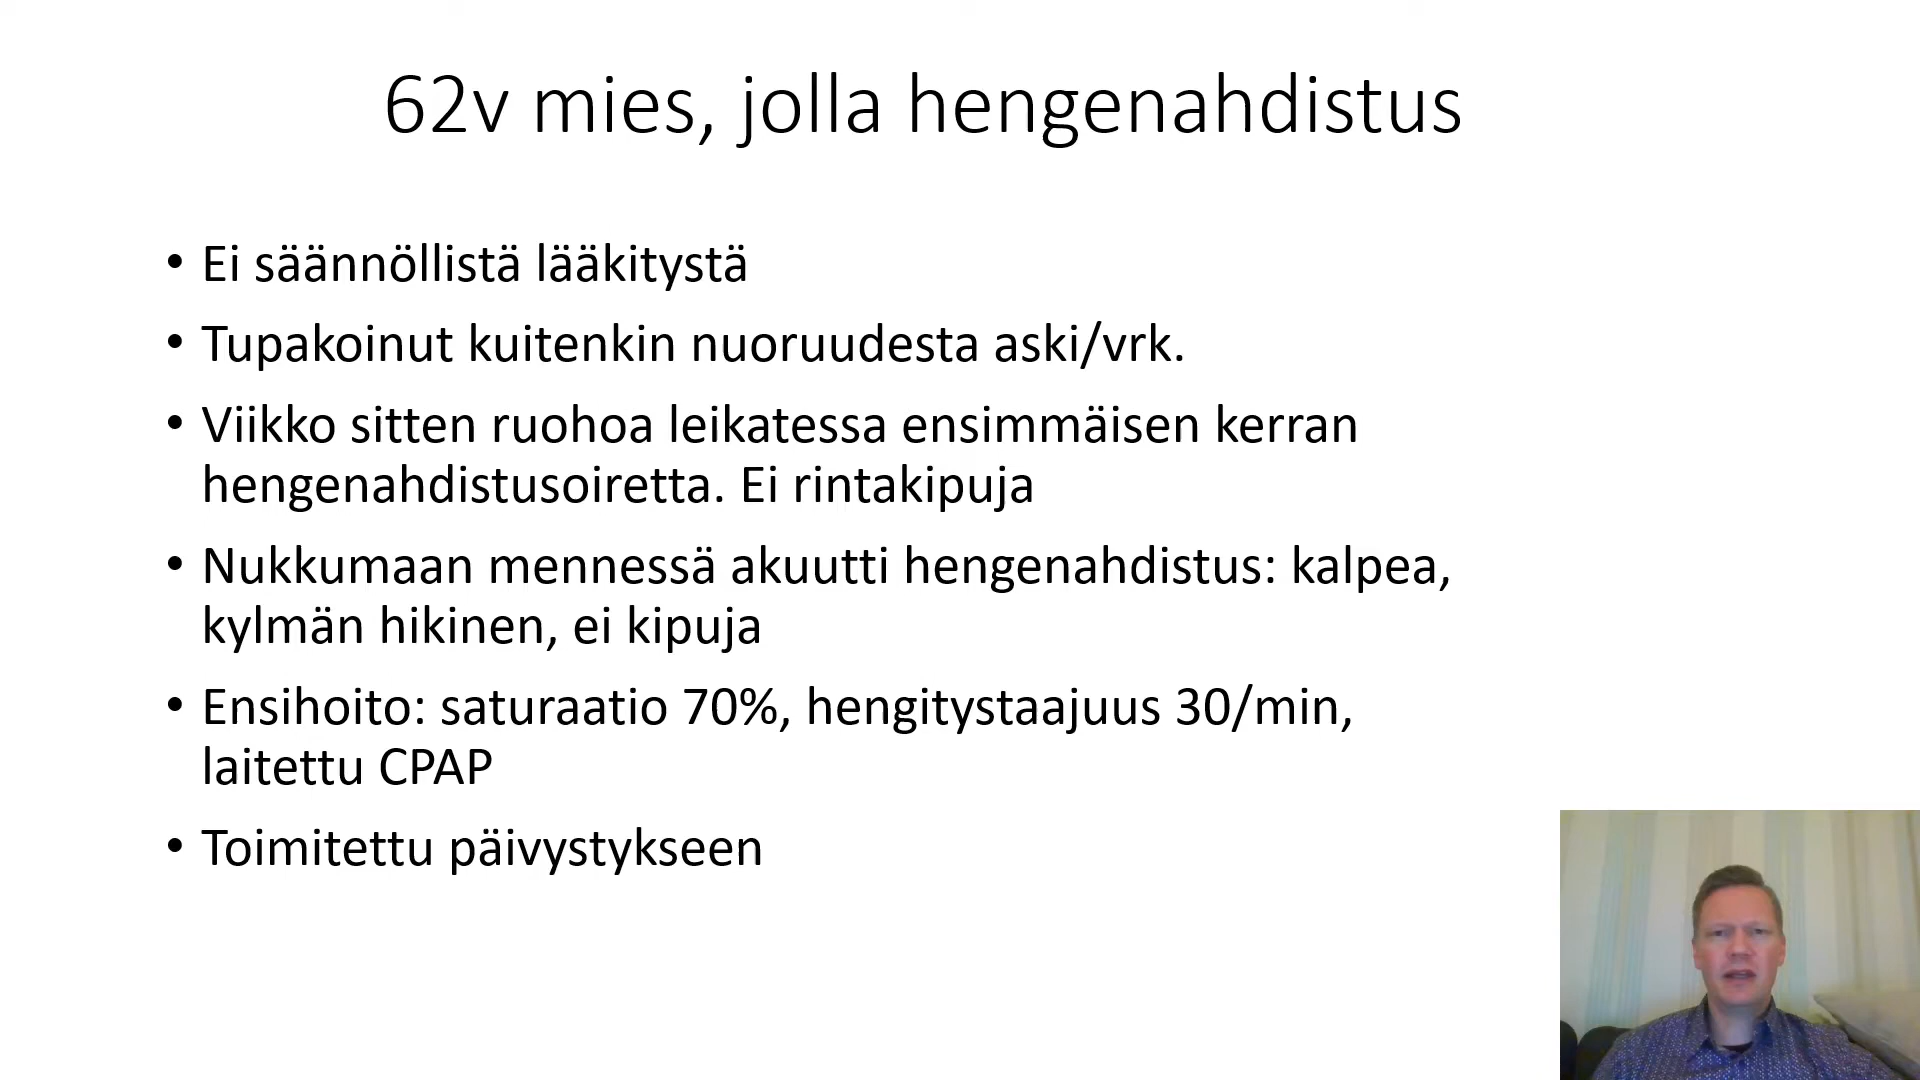 62v mies, jolla hengenahdistus
• Ei säännöllistä lääkitystä
• Tupakoinut kuitenkin nuoruudesta aski/vrk.
• Viikko sitten ruohoa leikatessa ensimmäisen kerran
hengenahdistusoiretta. Ei rintakipuja
• Nukkumaan mennessä akuutti hengenahdistus: kalpea,
kylmän hikinen, ei kipuja
• Ensihoito: saturaatio 70%, hengitystaajuus 30/min,
laitettu CPAP
• Toimitettu päivystykseen